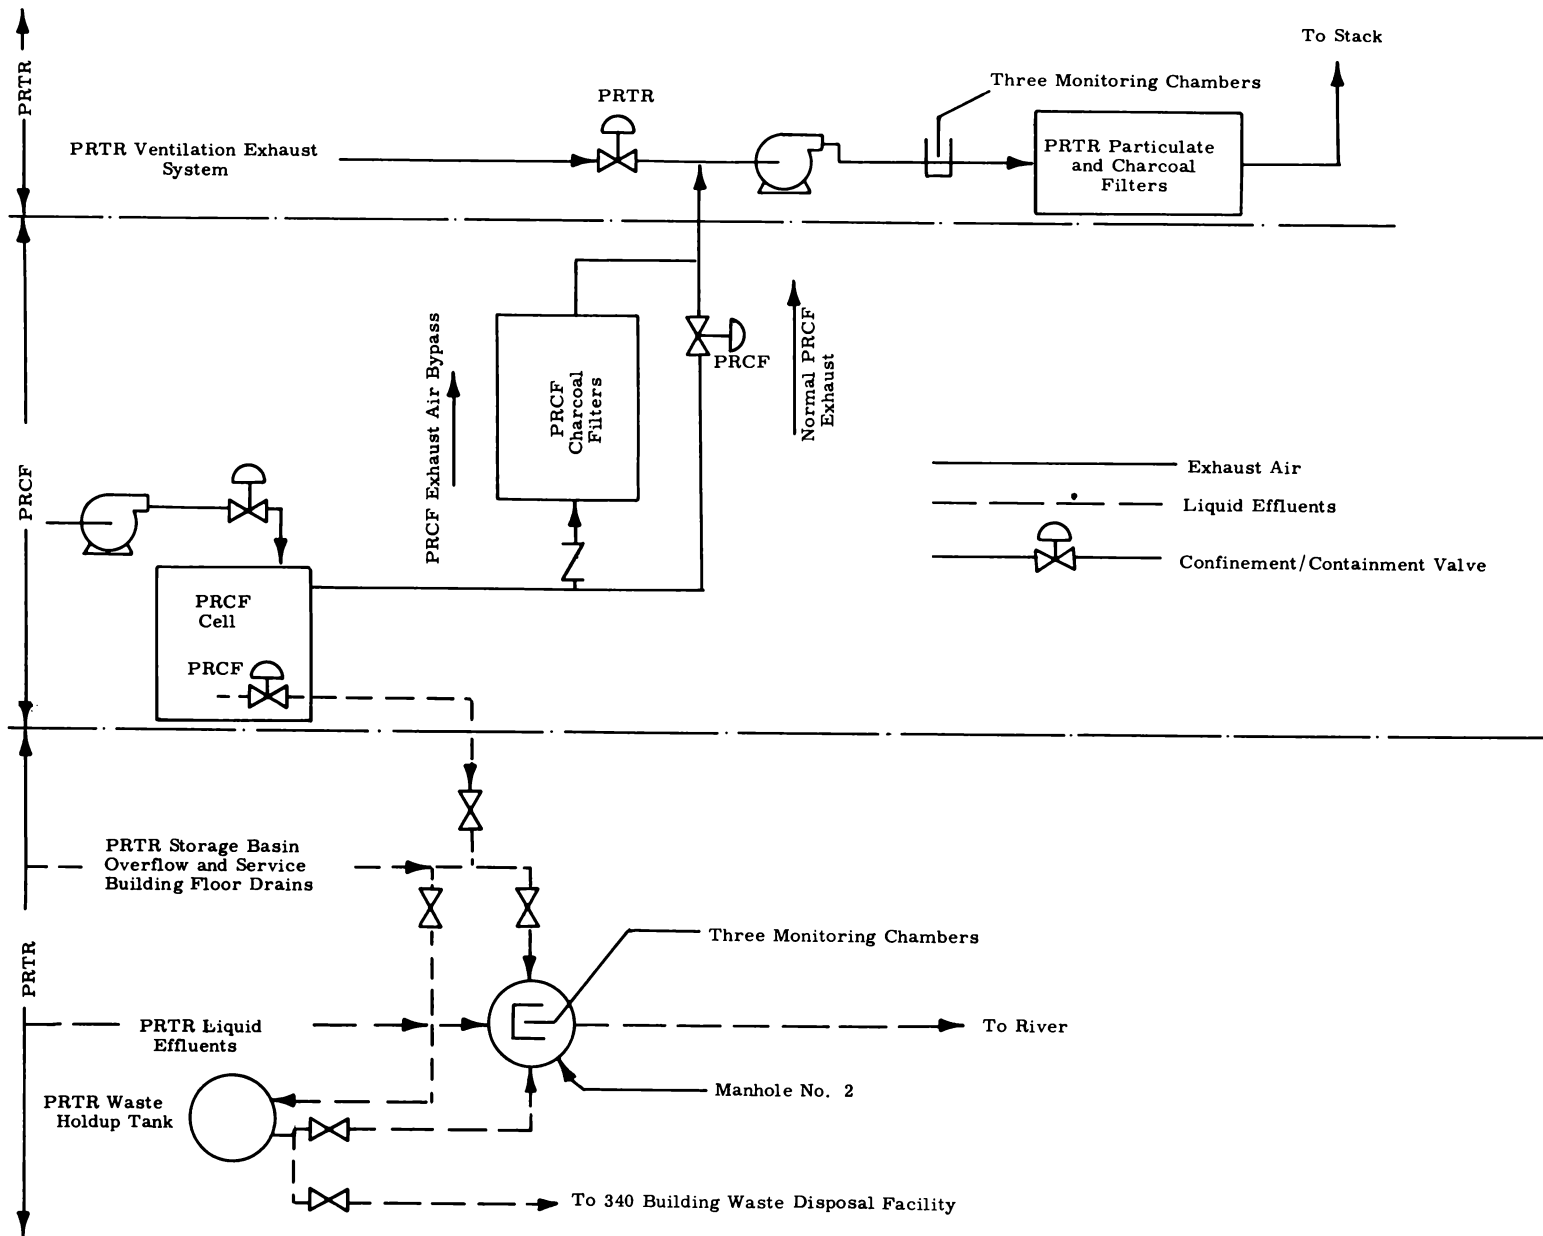 To Stack
Three Monitoring Chambers
PRTR
PRTR
PRTR Ventilation Exhaust
System
PRTR Particulate
and Charcoal
Filters
PRCF Exhaust Air Bypass
PRCF
Charcoal
Filters
PRCF
Normal PRCF
Exhaust
PRCF
Exhaust Air
Liquid Effluents
Confinement/Containment Valve
PRCF
Cell
PRCF
PRTR Storage Basin
Overflow and Service
Building Floor Drains
Three Monitoring Chambers
PRTR
PRTR Liquid
Effluents
To River
Manhole No. 2
PRTR Waste
Holdup Tank
To 340 Building Waste Disposal Facility